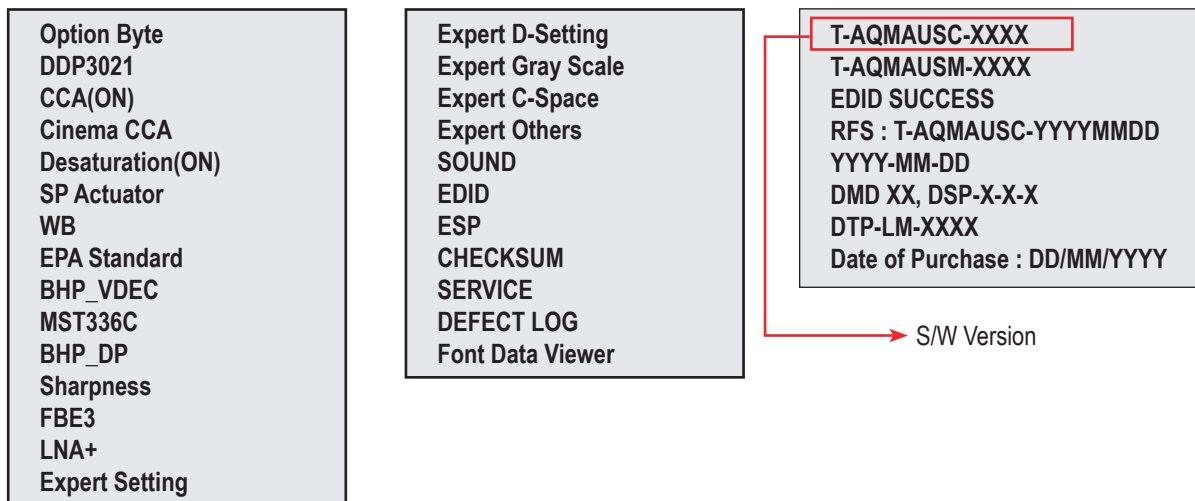 Option Byte
DDP3021
CCA(ON)
Cinema CCA
Desaturation(ON)
SP Actuator
WB
EPA Standard
BHP_VDEC
MST336C
BHP_DP
Sharpness
FBE3
LNA+
Expert Setting
Expert D-Setting
Expert Gray Scale
Expert C-Space
Expert Others
SOUND
EDID
ESP
CHECKSUM
SERVICE
DEFECT LOG
Font Data Viewer
T-AQMAUSC-XXXX
T-AQMAUSM-XXXX
EDID SUCCESS
RFS : T-AQMAUSC-YYYYMMDD
YYYY-MM-DD
DMD XX, DSP-X-X-X
DTP-LM-XXXX
Date of Purchase : DD/MM/YYYY
S/W Version